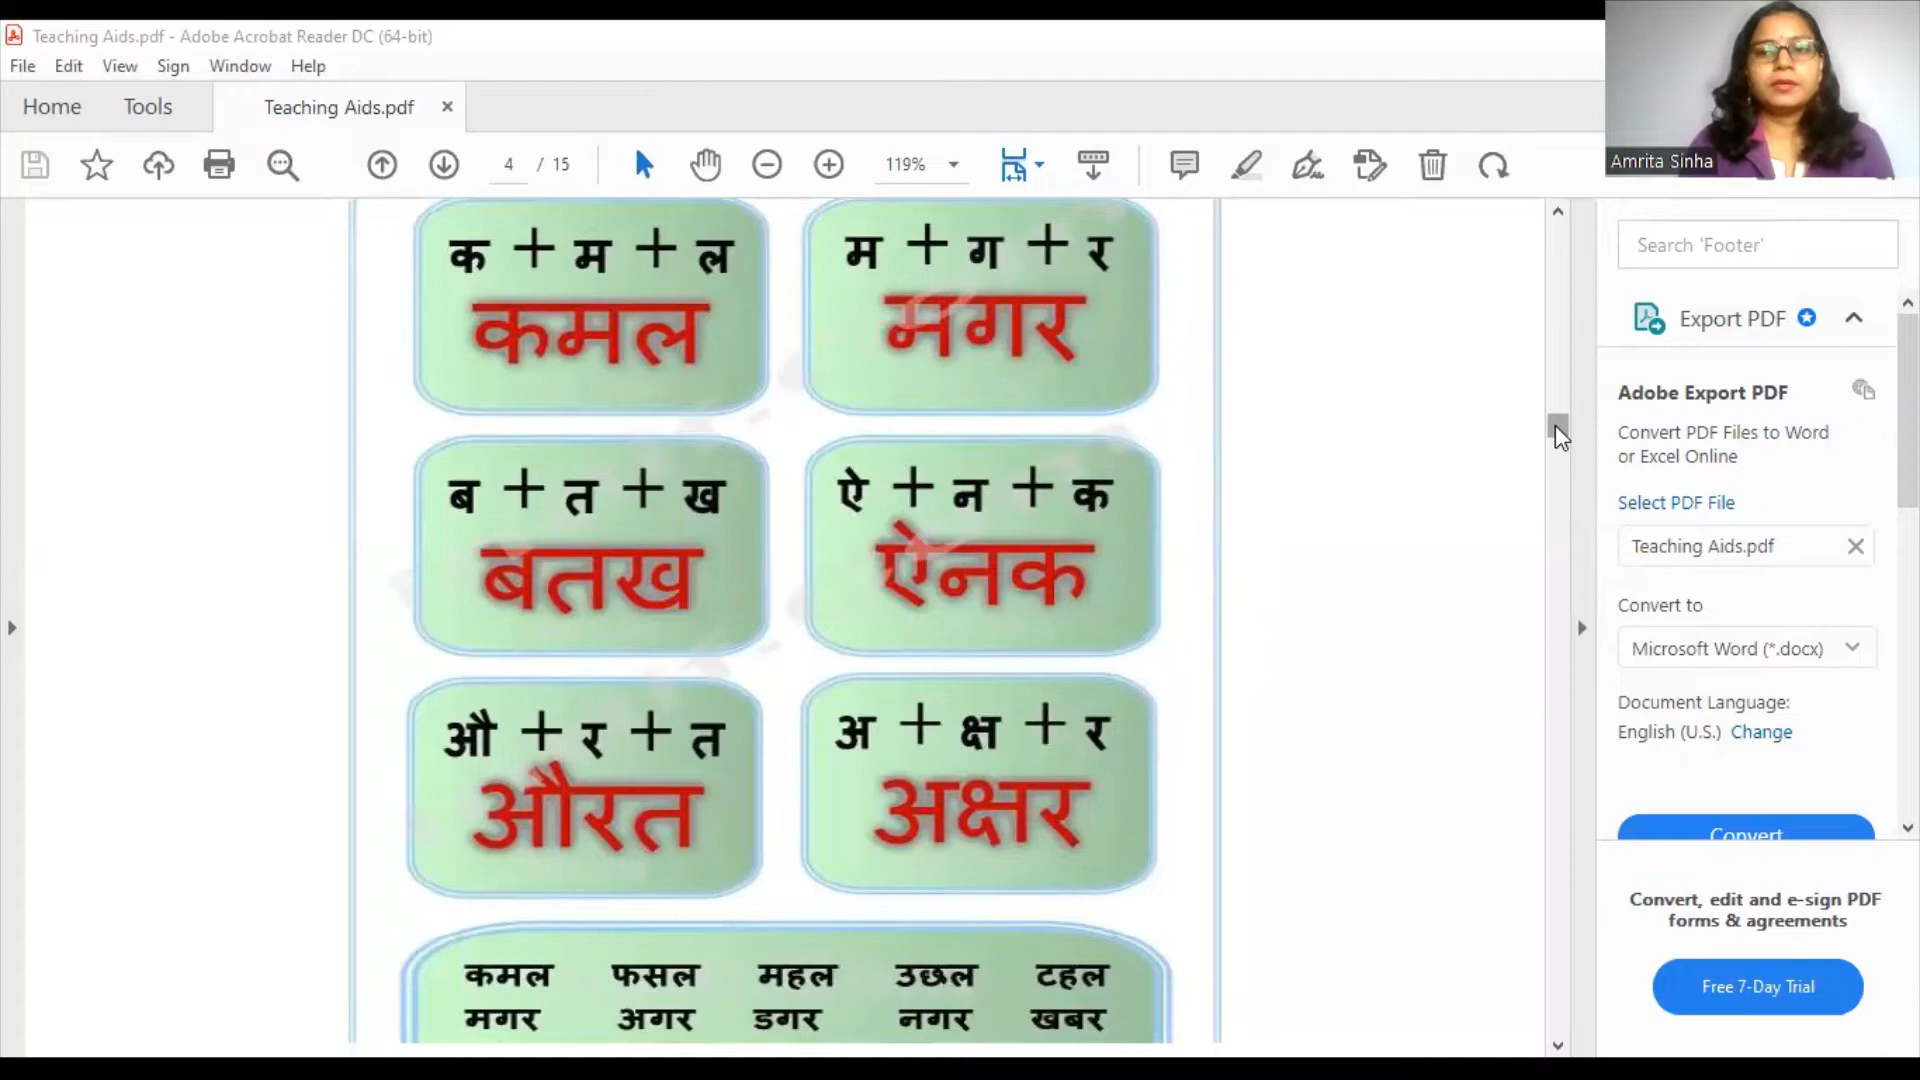 Teaching Aids.pdf - Adobe Acrobat Reader DC (64-bit)
File Edit View Sign Window Help
Home Tools Teaching Aids.pdf
4 / 15 119%
Amrita Sinha
क + म + ल
कमल
म + ग + र
मगर
ब + त + ख
बतख
ऐ + न + क
ऐनक
औ + र + त
औरत
अ + क्ष + र
अक्षर
कमल फसल महल उछल टहल
मगर अगर डगर नगर खबर
Search 'Footer'
Export PDF
Adobe Export PDF
Convert PDF Files to Word
or Excel Online
Select PDF File
Teaching Aids.pdf
Convert to
Microsoft Word (*.docx)
Document Language:
English (U.S.) Change
Convert
Convert, edit and e-sign PDF
forms & agreements
Free 7-Day Trial